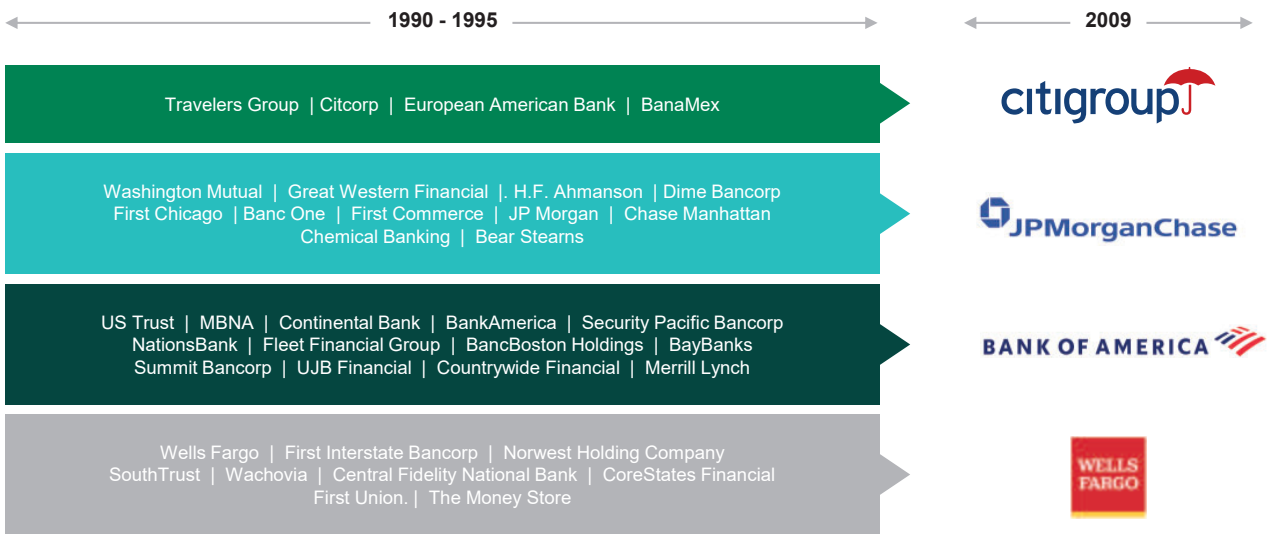 1990 - 1995
2009
Travelers Group | Citcorp | European American Bank | BanaMex
citigroup
Washington Mutual | Great Western Financial |. H.F. Ahmanson | Dime Bancorp
First Chicago | Banc One | First Commerce | JP Morgan | Chase Manhattan
Chemical Banking | Bear Stearns
JPMorganChase
US Trust | MBNA | Continental Bank | BankAmerica | Security Pacific Bancorp
NationsBank | Fleet Financial Group | BancBoston Holdings | BayBanks
Summit Bancorp | UJB Financial | Countrywide Financial | Merrill Lynch
BANK OF AMERICA
Wells Fargo | First Interstate Bancorp | Norwest Holding Company
SouthTrust | Wachovia | Central Fidelity National Bank | CoreStates Financial
First Union. | The Money Store
WELLS
FARGO